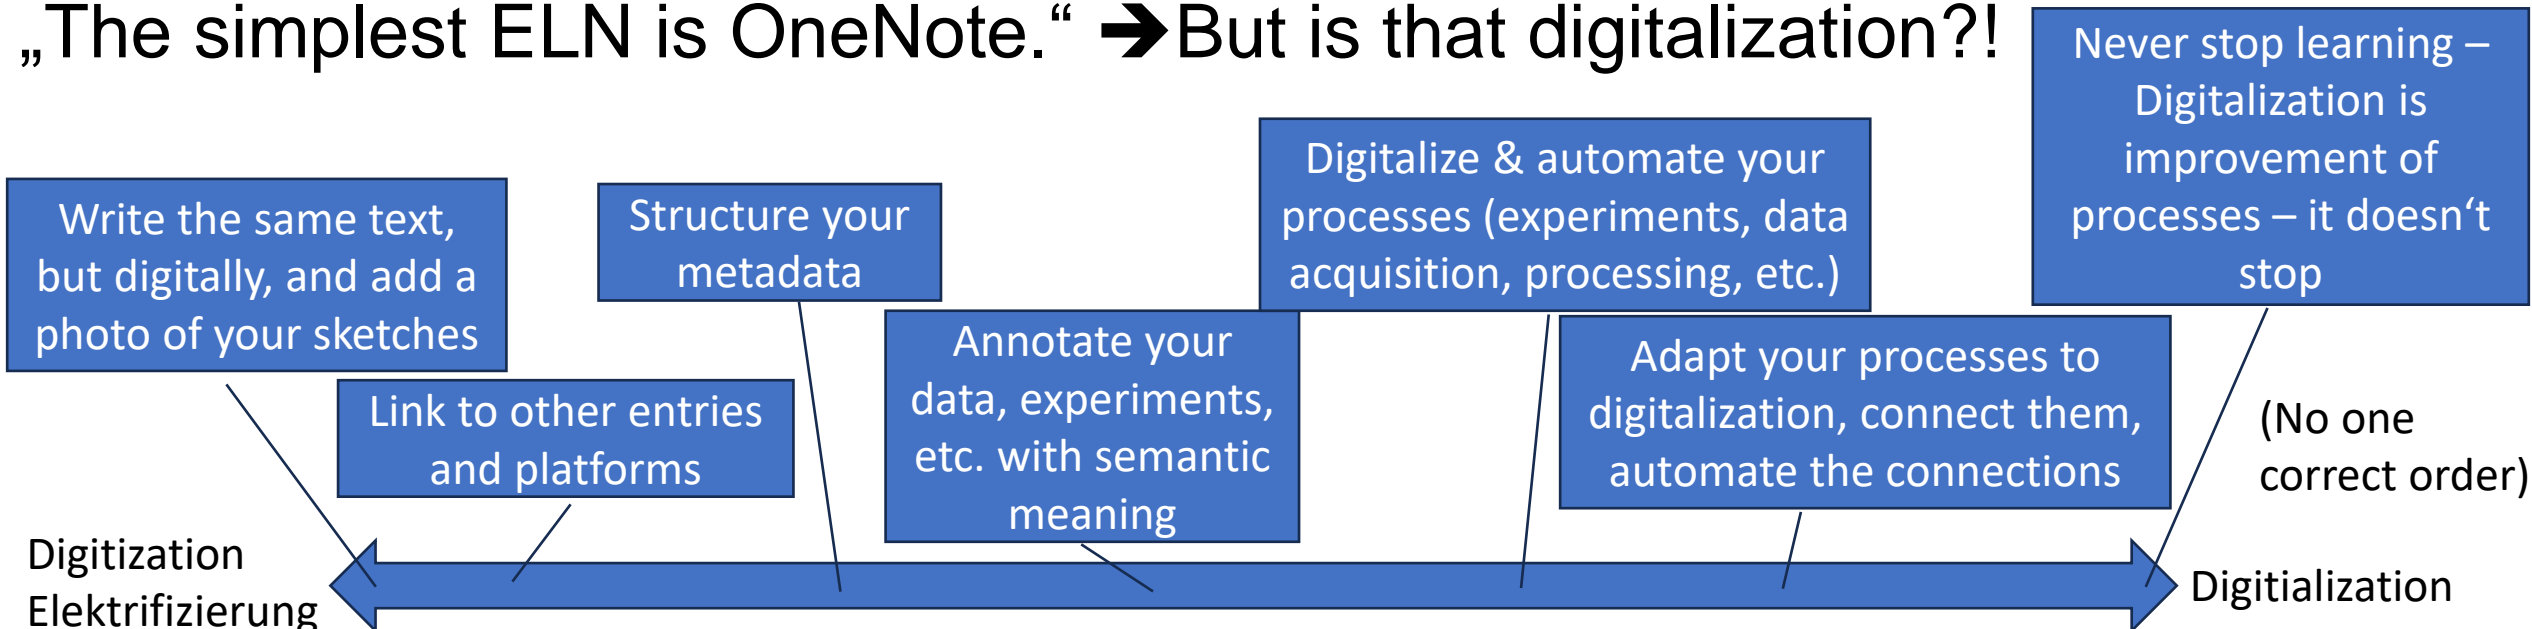 „The simplest ELN is OneNote.“ ➔But is that digitalization?!
Write the same text,
but digitally, and add a
photo of your sketches
Link to other entries
and platforms
Structure your
metadata
Annotate your
data, experiments,
etc. with semantic
meaning
Digitalize & automate your
processes (experiments, data
acquisition, processing, etc.)
Adapt your processes to
digitalization, connect them,
automate the connections
Never stop learning –
Digitalization is
improvement of
processes – it doesn‘t
stop
(No one
correct order)
Digitization
Elektrifizierung
Digitialization